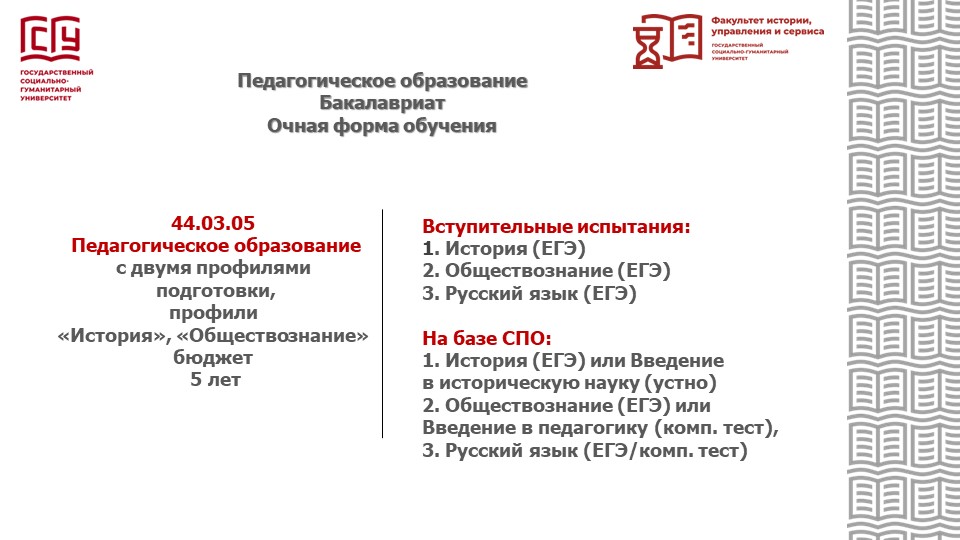 ГСГУ
ГОСУДАРСТВЕННЫЙ
СОЦИАЛЬНО-
ГУМАНИТАРНЫЙ
УНИВЕРСИТЕТ
Факультет истории,
управления и сервиса
ГОСУДАРСТВЕННЫЙ
СОЦИАЛЬНО-ГУМАНИТАРНЫЙ
УНИВЕРСИТЕТ
Педагогическое образование
Бакалавриат
Очная форма обучения
44.03.05
Педагогическое образование
с двумя профилями
подготовки,
профили
«История», «Обществознание»
бюджет
5 лет
Вступительные испытания:
1. История (ЕГЭ)
2. Обществознание (ЕГЭ)
3. Русский язык (ЕГЭ)
На базе СПО:
1. История (ЕГЭ) или Введение
в историческую науку (устно)
2. Обществознание (ЕГЭ) или
Введение в педагогику (комп. тест),
3. Русский язык (ЕГЭ/комп. тест)